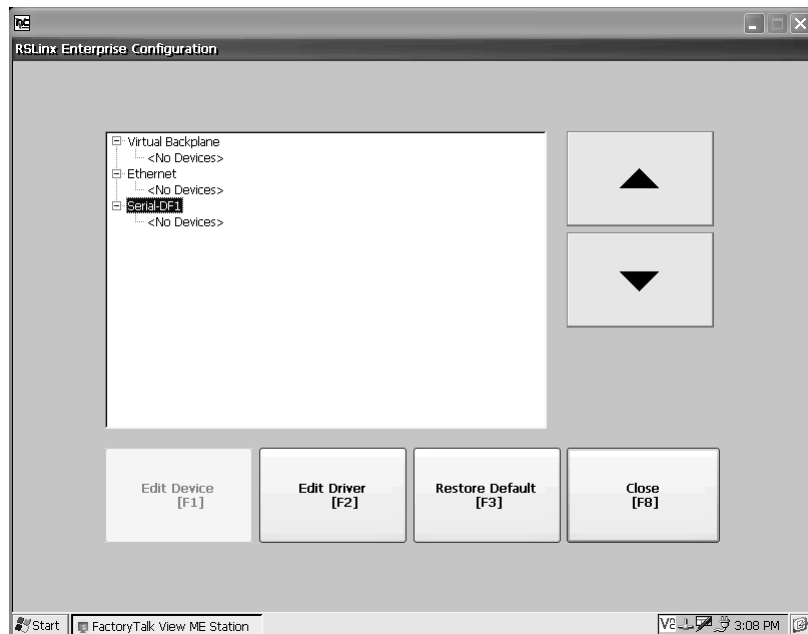 RSLinx Enterprise Configuration
Virtual Backplane
<No Devices>
Ethernet
<No Devices>
Serial-DF1
<No Devices>
Edit Device
[F1]
Edit Driver
[F2]
Restore Default
[F3]
Close
[F8]
Start
FactoryTalk View ME Station
3:08 PM